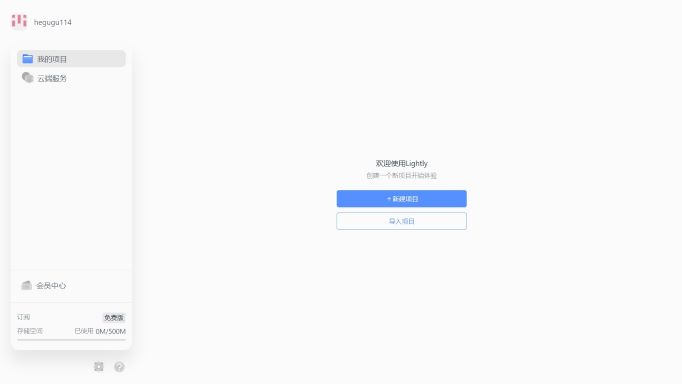 hegugu114
我的项目
云端服务
欢迎使用Lightly
创建一个新项目开始体验
+ 新建项目
导入项目
会员中心
订阅 免费版
存储空间 已使用 0M/500M